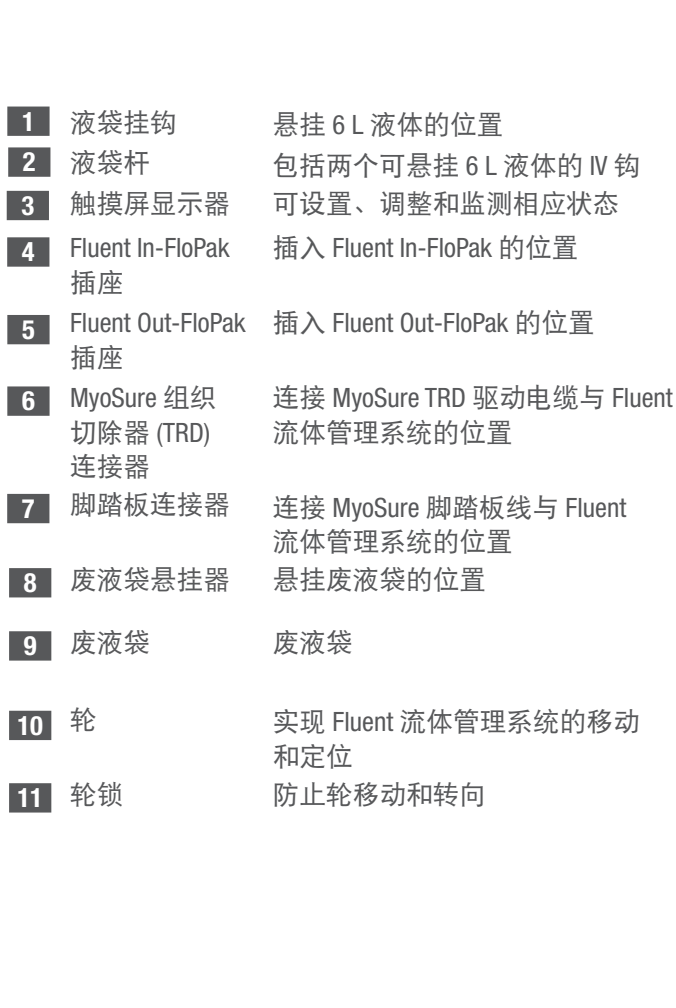 1 液袋挂钩 悬挂 6 L 液体的位置
2 液袋杆 包括两个可悬挂 6 L 液体的 IV 钩
3 触摸屏显示器 可设置、调整和监测相应状态
4 Fluent In-FloPak 插入 Fluent In-FloPak 的位置
插座
5 Fluent Out-FloPak 插入 Fluent Out-FloPak 的位置
插座
6 MyoSure 组织 连接 MyoSure TRD 驱动电缆与 Fluent
切除器 (TRD) 流体管理系统的位置
连接器
7 脚踏板连接器 连接 MyoSure 脚踏板线与 Fluent
流体管理系统的位置
8 废液袋悬挂器 悬挂废液袋的位置
9 废液袋 废液袋
10 轮 实现 Fluent 流体管理系统的移动
和定位
11 轮锁 防止轮移动和转向